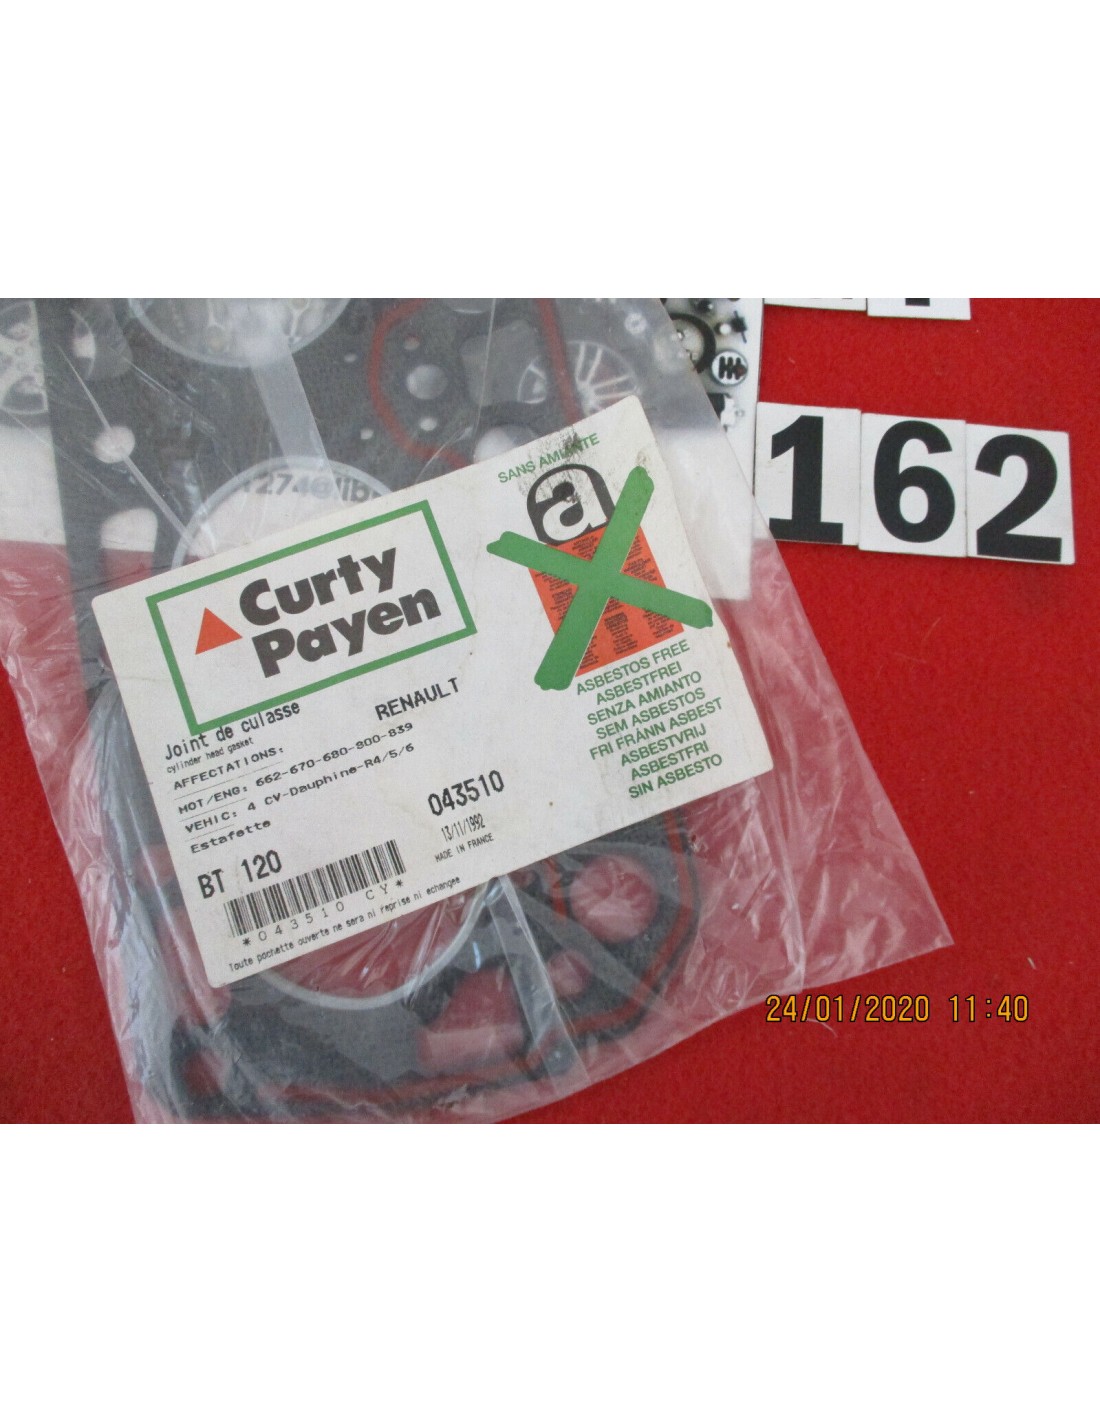 162
SANS AMIANTE
a
Curty
Payen
ASBESTOS FREE
ASBESTFREI
SENZA AMIANTO
SEM ASBESTOS
FRI FRÅNN ASBEST
ASBESTVRIJ
ASBESTFRI
SIN ASBESTO
Joint de culasse
RENAULT
cylinder head gasket
AFFECTATIONS:
MOT/ENG: 662-670-680-800-839
VEHIC: 4 CV-Dauphine-R4/5/6
Estafette
BT 120
043510
13/11/1992
MADE IN FRANCE
*043510 CY*
Toute pochette ouverte ne sera ni reprise ni échangée
24/01/2020 11:40